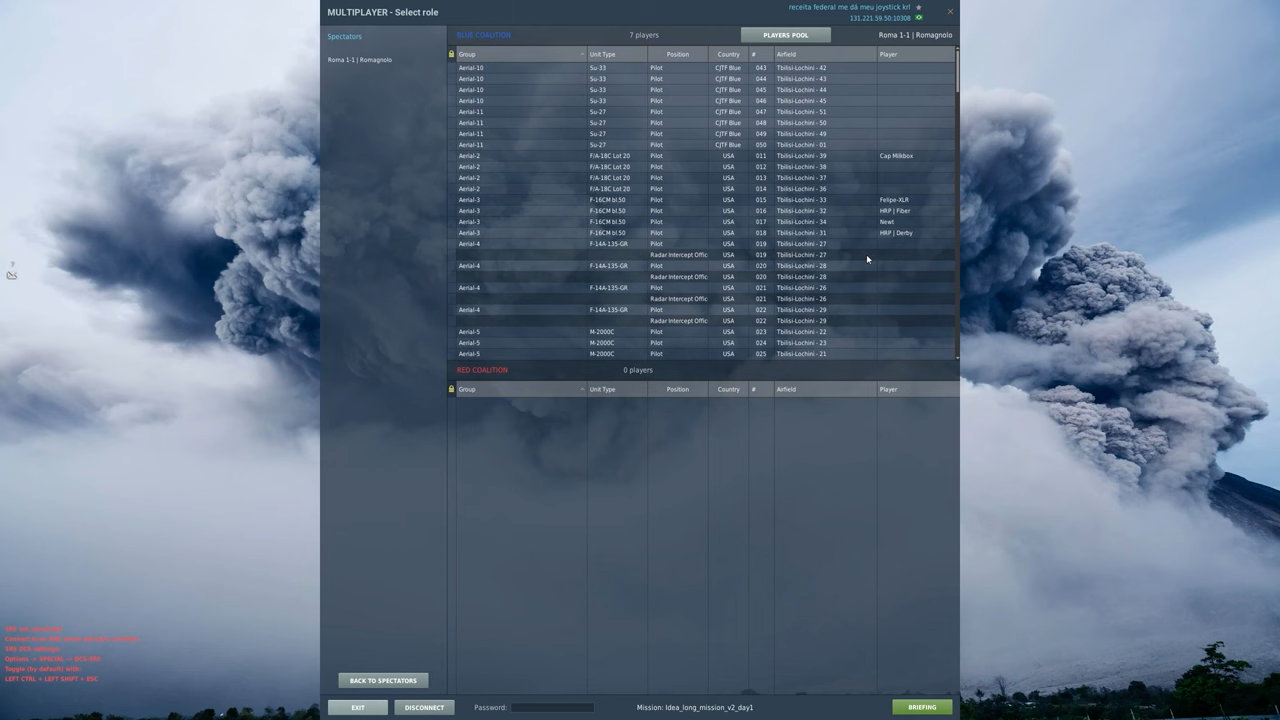 MULTIPLAYER - Select role
receita federal me dá meu joystick krl
131.221.59.50:10308
Spectators
Roma 1-1 | Romagnolo
BLUE COALITION 7 players PLAYERS POOL Roma 1-1 | Romagnolo
Group Unit Type Position Country # Airfield Player
Aerial-10 Su-33 Pilot CJTF Blue 043 Tbilisi-Lochini - 42
Aerial-10 Su-33 Pilot CJTF Blue 044 Tbilisi-Lochini - 43
Aerial-10 Su-33 Pilot CJTF Blue 045 Tbilisi-Lochini - 44
Aerial-10 Su-33 Pilot CJTF Blue 046 Tbilisi-Lochini - 45
Aerial-11 Su-27 Pilot CJTF Blue 047 Tbilisi-Lochini - 51
Aerial-11 Su-27 Pilot CJTF Blue 048 Tbilisi-Lochini - 50
Aerial-11 Su-27 Pilot CJTF Blue 049 Tbilisi-Lochini - 49
Aerial-11 Su-27 Pilot CJTF Blue 050 Tbilisi-Lochini - 01
Aerial-2 F/A-18C Lot 20 Pilot USA 011 Tbilisi-Lochini - 39 Cap Milkbox
Aerial-2 F/A-18C Lot 20 Pilot USA 012 Tbilisi-Lochini - 38
Aerial-2 F/A-18C Lot 20 Pilot USA 013 Tbilisi-Lochini - 37
Aerial-2 F/A-18C Lot 20 Pilot USA 014 Tbilisi-Lochini - 36
Aerial-3 F-16CM bl.50 Pilot USA 015 Tbilisi-Lochini - 33 Felipe-XLR
Aerial-3 F-16CM bl.50 Pilot USA 016 Tbilisi-Lochini - 32 HRP | Fiber
Aerial-3 F-16CM bl.50 Pilot USA 017 Tbilisi-Lochini - 34 Newt
Aerial-3 F-16CM bl.50 Pilot USA 018 Tbilisi-Lochini - 31 HRP | Derby
Aerial-4 F-14A-135-GR Pilot USA 019 Tbilisi-Lochini - 27
Radar Intercept Offic USA 019 Tbilisi-Lochini - 27
Aerial-4 F-14A-135-GR Pilot USA 020 Tbilisi-Lochini - 28
Radar Intercept Offic USA 020 Tbilisi-Lochini - 28
Aerial-4 F-14A-135-GR Pilot USA 021 Tbilisi-Lochini - 26
Radar Intercept Offic USA 021 Tbilisi-Lochini - 26
Aerial-4 F-14A-135-GR Pilot USA 022 Tbilisi-Lochini - 29
Radar Intercept Offic USA 022 Tbilisi-Lochini - 29
Aerial-5 M-2000C Pilot USA 023 Tbilisi-Lochini - 22
Aerial-5 M-2000C Pilot USA 024 Tbilisi-Lochini - 23
Aerial-5 M-2000C Pilot USA 025 Tbilisi-Lochini - 21
RED COALITION 0 players
Group Unit Type Position Country # Airfield Player
LEFT CTRL + LEFT SHIFT + ESC
BACK TO SPECTATORS
EXIT DISCONNECT Password: Mission: Idea_long_mission_v2_day1 BRIEFING